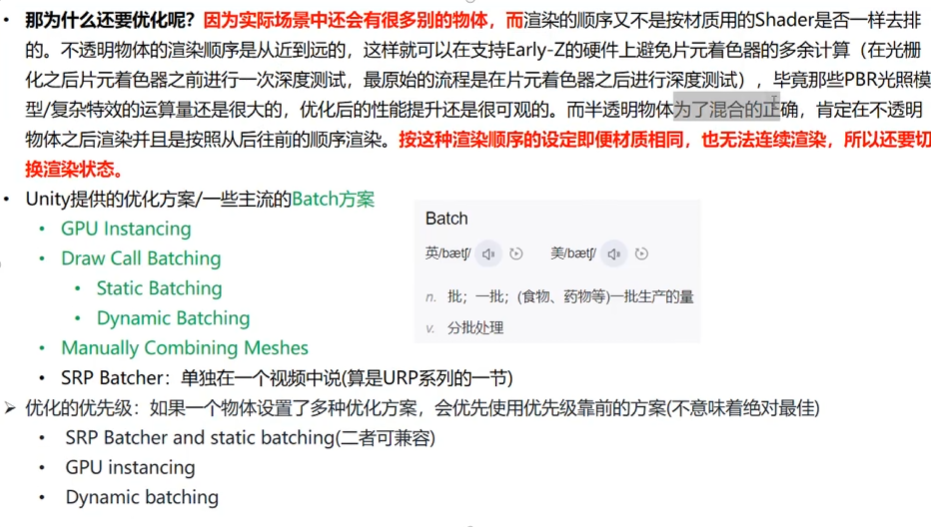 • 那为什么还要优化呢？因为实际场景中还会有很多别的物体，而渲染的顺序又不是按材质用的Shader是否一样去排
的。不透明物体的渲染顺序是从近到远的，这样就可以在支持Early-Z的硬件上避免片元着色器的多余计算（在光栅
化之后片元着色器之前进行一次深度测试，最原始的流程是在片元着色器之后进行深度测试），毕竟那些PBR光照模
型/复杂特效的运算量还是很大的，优化后的性能提升还是很可观的。而半透明物体为了混合的正确，肯定在不透明
物体之后渲染并且是按照从后往前的顺序渲染。按这种渲染顺序的设定即便材质相同，也无法连续渲染，所以还要切
换渲染状态。
• Unity提供的优化方案/一些主流的Batch方案
• GPU Instancing
• Draw Call Batching
• Static Batching
• Dynamic Batching
• Manually Combining Meshes
• SRP Batcher：单独在一个视频中说(算是URP系列的一节)
Batch
英/bætʃ/ 美/bætʃ/
n. 批；一批；(食物、药物等)一批生产的量
v. 分批处理
➢ 优化的优先级：如果一个物体设置了多种优化方案，会优先使用优先级靠前的方案(不意味着绝对最佳)
• SRP Batcher and static batching(二者可兼容)
• GPU instancing
• Dynamic batching